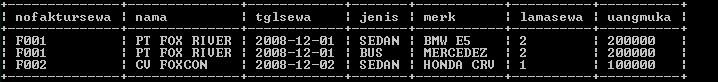 nofaktursewa | nama | tglsewa | jenis | merk | lamasewa | uangmuka
F001 | PT FOX RIVER | 2008-12-01 | SEDAN | BMW E5 | 2 | 200000
F001 | PT FOX RIVER | 2008-12-01 | BUS | MERCEDEZ | 2 | 200000
F002 | CV FOXCON | 2008-12-02 | SEDAN | HONDA CRV | 1 | 100000